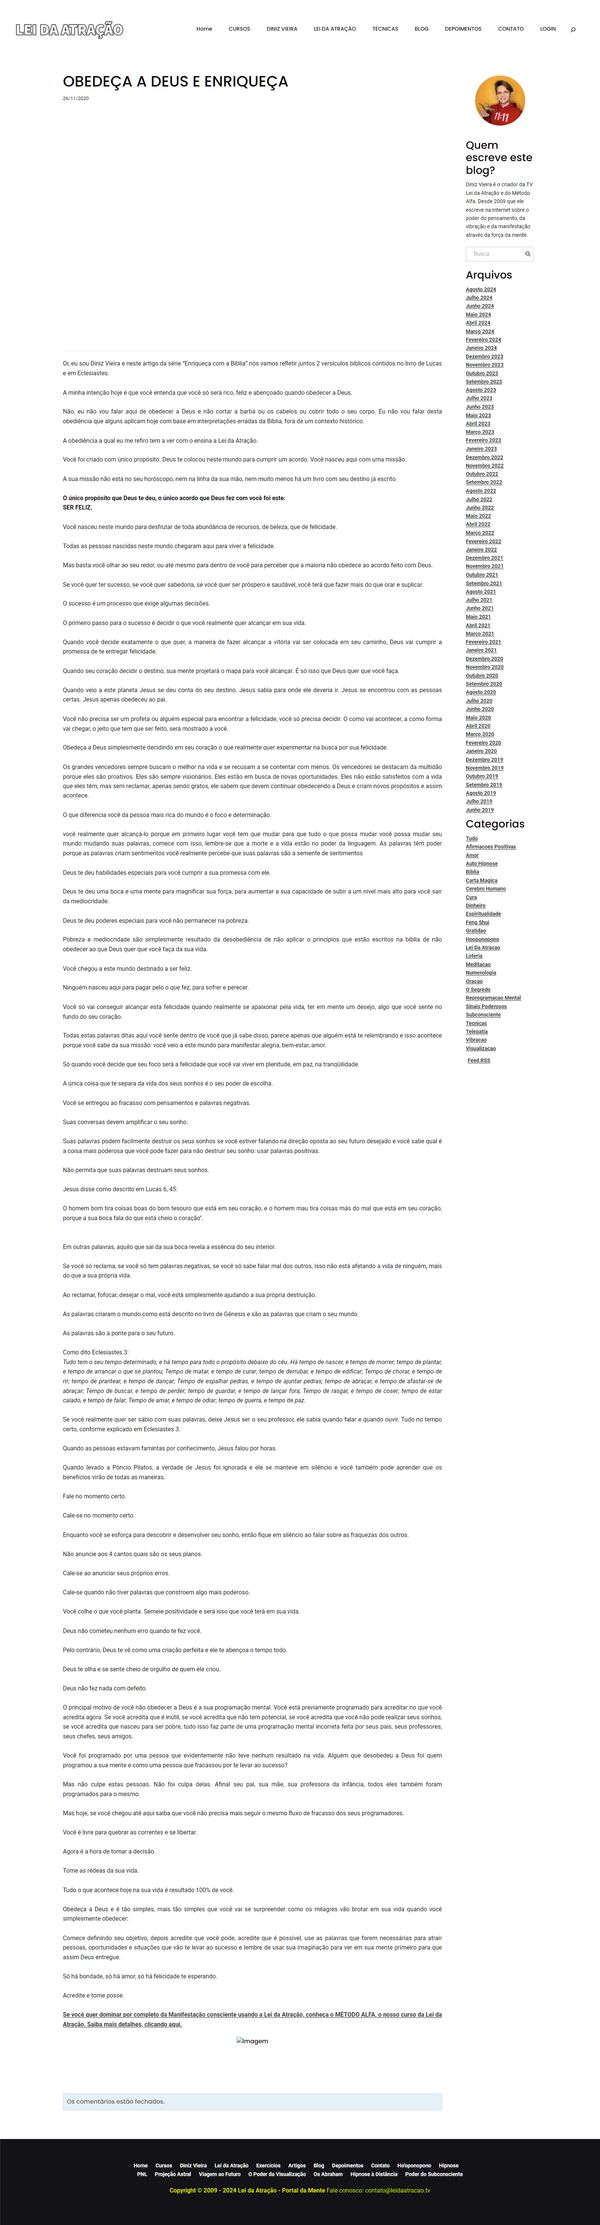 LEI DA ATRAÇÃO
Home CURSOS DINIZ VIEIRA LEI DA ATRAÇÃO TÉCNICAS BLOG DEPOIMENTOS CONTATO LOGIN
OBEDEÇA A DEUS E ENRIQUEÇA
26/11/2020
Oi, eu sou Diniz Vieira e neste artigo da série "Enriqueça com a Bíblia" nós vamos refletir juntos 2 versículos bíblicos contidos no livro de Lucas
e em Eclesiastes.
A minha intenção hoje é que você entenda que você só será rico, feliz e abençoado quando obedecer a Deus.
Não, eu não vou falar aqui de obedecer a Deus e não cortar a barba ou os cabelos ou cobrir todo o seu corpo. Eu não vou falar desta
obediência que alguns aplicam hoje com base em interpretações erradas da Bíblia, fora de um contexto histórico.
A obediência a qual eu me refiro tem a ver com o ensina a Lei da Atração.
Você foi criado com único propósito. Deus te colocou neste mundo para cumprir um acordo. Você nasceu aqui com uma missão.
A sua missão não está no seu horóscopo, nem na linha da sua mão, nem muito menos há um livro com seu destino já escrito.
O único propósito que Deus te deu, o único acordo que Deus fez com você foi este:
SER FELIZ.
Você nasceu neste mundo para desfrutar de toda abundância de recursos, de beleza, que de felicidade.
Todas as pessoas nascidas neste mundo chegaram aqui para viver a felicidade.
Mas basta você olhar ao seu redor, ou até mesmo para dentro de você para perceber que a maioria não obedece ao acordo feito com Deus.
Se você quer ter sucesso, se você quer sabedoria, se você quer ser próspero e saudável, você terá que fazer mais do que orar e suplicar.
O sucesso é um processo que exige algumas decisões.
O primeiro passo para o sucesso é decidir o que você realmente quer alcançar em sua vida.
Quando você decide exatamente o que quer, a maneira de fazer alcançar a vitória vai ser colocada em seu caminho, Deus vai cumprir a
promessa de te entregar felicidade.
Quando seu coração decidir o destino, sua mente projetará o mapa para você alcançar. É só isso que Deus quer que você faça.
Quando veio a este planeta Jesus se deu conta do seu destino. Jesus sabia para onde ele deveria ir. Jesus se encontrou com as pessoas
certas. Jesus apenas obedeceu ao pai.
Você não precisa ser um profeta ou alguém especial para encontrar a felicidade, você só precisa decidir. O como vai acontecer, a como forma
vai chegar, o jeito que tem que ser feito, será mostrado a você.
Obedeça a Deus simplesmente decidindo em seu coração o que realmente quer experimentar na busca por sua felicidade.
Os grandes vencedores sempre buscam o melhor na vida e se recusam a se contentar com menos. Os vencedores se destacam da multidão
porque eles são proativos. Eles são sempre visionários. Eles estão em busca de novas oportunidades. Eles não estão satisfeitos com a vida
que eles têm, mas sem reclamar, apenas sendo gratos, ele sabem que devem continuar obedecendo a Deus e criam novos propósitos e assim
acontece.
O que diferencia você da pessoa mais rica do mundo é o foco e determinação.
você realmente quer alcançá-lo porque em primeiro lugar você tem que mudar para que tudo o que possa mudar você possa mudar seu
mundo mudando suas palavras, comece com isso, lembre-se que a morte e a vida estão no poder da linguagem. As palavras têm poder
porque as palavras criam sentimentos você realmente percebe que suas palavras são a semente de sentimentos
Deus te deu habilidades especiais para você cumprir a sua promessa com ele.
Deus te deu uma boca e uma mente para magnificar sua força, para aumentar a sua capacidade de subir a um nível mais alto para você sair
da mediocridade.
Deus te deu poderes especiais para você não permanecer na pobreza.
Pobreza e mediocridade são simplesmente resultado da desobediência de não aplicar o princípios que estão escritos na bíblia de não
obedecer ao que Deus quer que você faça da sua vida.
Você chegou a este mundo destinado a ser feliz.
Ninguém nasceu aqui para pagar pelo o que fez, para sofrer e perecer.
Você só vai conseguir alcançar esta felicidade quando realmente se apaixonar pela vida, ter em mente um desejo, algo que você sente no
fundo do seu coração.
Todas estas palavras ditas aqui você sente dentro de você que já sabe disso, parece apenas que alguém está te relembrando e isso acontece
porque você sabe da sua missão: você veio a este mundo para manifestar alegria, bem-estar, amor.
Só quando você decide que seu foco será a felicidade que você vai viver em plenitude, em paz, na tranqüilidade.
A única coisa que te separa da vida dos seus sonhos é o seu poder de escolha.
Você se entregou ao fracasso com pensamentos e palavras negativas.
Suas conversas devem amplificar o seu sonho.
Suas palavras podem facilmente destruir os seus sonhos se você estiver falando na direção oposta ao seu futuro desejado e você sabe qual é
a coisa mais poderosa que você pode fazer para não destruir seu sonho: usar palavras positivas.
Não permita que suas palavras destruam seus sonhos.
Jesus disse como descrito em Lucas 6, 45:
O homem bom tira coisas boas do bom tesouro que está em seu coração, e o homem mau tira coisas más do mal que está em seu coração,
porque a sua boca fala do que está cheio o coração".
Em outras palavras, aquilo que sai da sua boca revela a essência do seu interior.
Se você só reclama, se você só tem palavras negativas, se você só sabe falar mal dos outros, isso não está afetando a vida de ninguém, mais
do que a sua própria vida.
Ao reclamar, fofocar, desejar o mal, você está simplesmente ajudando a sua própria destruição.
As palavras criaram o mundo como está descrito no livro de Gênesis e são as palavras que criam o seu mundo.
As palavras são a ponte para o seu futuro.
Como dito Eclesiastes 3:
Tudo tem o seu tempo determinado, e há tempo para todo o propósito debaixo do céu. Há tempo de nascer, e tempo de morrer; tempo de plantar,
e tempo de arrancar o que se plantou; Tempo de matar, e tempo de curar; tempo de derrubar, e tempo de edificar; Tempo de chorar, e tempo de
rir; tempo de prantear, e tempo de dançar; Tempo de espalhar pedras, e tempo de ajuntar pedras; tempo de abraçar, e tempo de afastar-se de
abraçar; Tempo de buscar, e tempo de perder; tempo de guardar, e tempo de lançar fora; Tempo de rasgar, e tempo de coser; tempo de estar
calado, e tempo de falar; Tempo de amar, e tempo de odiar; tempo de guerra, e tempo de paz.
Se você realmente quer ser sábio com suas palavras, deixe Jesus ser o seu professor, ele sabia quando falar e quando ouvir. Tudo no tempo
certo, conforme explicado em Eclesiastes 3.
Quando as pessoas estavam famintas por conhecimento, Jesus falou por horas.
Quando levado a Pôncio Pilatos, a verdade de Jesus foi ignorada e ele se manteve em silêncio e você também pode aprender que os
benefícios virão de todas as maneiras.
Fale no momento certo.
Cale-se no momento certo.
Enquanto você se esforça para descobrir e desenvolver seu sonho, então fique em silêncio ao falar sobre as fraquezas dos outros.
Não anuncie aos 4 cantos quais são os seus planos.
Cale-se ao anunciar seus próprios erros.
Cale-se quando não tiver palavras que constroem algo mais poderoso.
Você colhe o que você planta. Semeie positividade e será isso que você terá em sua vida.
Deus não cometeu nenhum erro quando te fez você.
Pelo contrário, Deus te vê como uma criação perfeita e ele te abençoa o tempo todo.
Deus te olha e se sente cheio de orgulho de quem ele criou.
Deus não fez nada com defeito.
O principal motivo de você não obedecer a Deus é a sua programação mental. Você está previamente programado para acreditar no que você
acredita agora. Se você acredita que é inútil, se você acredita que não tem potencial, se você acredita que você não pode realizar seus sonhos,
se você acredita que nasceu para ser pobre, tudo isso faz parte de uma programação mental incorreta feita por seus pais, seus professores,
seus chefes, seus amigos.
Você foi programado por uma pessoa que evidentemente não teve nenhum resultado na vida. Alguém que desobedeu a Deus foi quem
programou a sua mente e como uma pessoa que fracassou por te levar ao sucesso?
Mas não culpe estas pessoas. Não foi culpa delas. Afinal seu pai, sua mãe, sua professora da infância, todos eles também foram
programados para o mesmo.
Mas hoje, se você chegou até aqui saiba que você não precisa mais seguir o mesmo fluxo de fracasso dos seus programadores.
Você é livre para quebrar as correntes e se libertar.
Agora é a hora de tomar a decisão.
Tome as rédeas da sua vida.
Tudo o que acontece hoje na sua vida é resultado 100% de você.
Obedeça a Deus e é tão simples, mais tão simples que você vai se surpreender como os milagres vão brotar em sua vida quando você
simplesmente obedecer:
Comece definindo seu objetivo, depois acredite que você pode, acredite que é possível, use as palavras que forem necessárias para atrair
pessoas, oportunidades e situações que vão te levar ao sucesso e lembre de usar sua imaginação para ver em sua mente primeiro para que
assim Deus entregue.
Só há bondade, só há amor, só há felicidade te esperando.
Acredite e tome posse.
Se você quer dominar por completo da Manifestação consciente usando a Lei da Atração, conheça o MÉTODO ALFA, o nosso curso da Lei da
Atração. Saiba mais detalhes, clicando aqui.
Imagem
Os comentários estão fechados.
11:11
Quem
escreve este
blog?
Diniz Vieira é o criador da TV
Lei da Atração e do Método
Alfa. Desde 2009 que ele
escreve na Internet sobre o
poder do pensamento, da
vibração e da manifestação
através da força da mente.
Busca
Arquivos
Agosto 2024
Julho 2024
Junho 2024
Maio 2024
Abril 2024
Março 2024
Fevereiro 2024
Janeiro 2024
Dezembro 2023
Novembro 2023
Outubro 2023
Setembro 2023
Agosto 2023
Julho 2023
Junho 2023
Maio 2023
Abril 2023
Março 2023
Fevereiro 2023
Janeiro 2023
Dezembro 2022
Novembro 2022
Outubro 2022
Setembro 2022
Agosto 2022
Julho 2022
Junho 2022
Maio 2022
Abril 2022
Março 2022
Fevereiro 2022
Janeiro 2022
Dezembro 2021
Novembro 2021
Outubro 2021
Setembro 2021
Agosto 2021
Julho 2021
Junho 2021
Maio 2021
Abril 2021
Março 2021
Fevereiro 2021
Janeiro 2021
Dezembro 2020
Novembro 2020
Outubro 2020
Setembro 2020
Agosto 2020
Julho 2020
Junho 2020
Maio 2020
Abril 2020
Março 2020
Fevereiro 2020
Janeiro 2020
Dezembro 2019
Novembro 2019
Outubro 2019
Setembro 2019
Agosto 2019
Julho 2019
Junho 2019
Categorias
Tudo
Afirmacoes Positivas
Amor
Auto Hipnose
Biblia
Carta Magica
Cerebro Humano
Cura
Dinheiro
Espiritualidade
Feng Shui
Gratidao
Hooponopono
Lei Da Atracao
Loteria
Meditacao
Numerologia
Oracao
O Segredo
Reprogramacao Mental
Sinais Poderosos
Subconsciente
Tecnicas
Telepatia
Vibracao
Visualizacao
Feed RSS
Home Cursos Diniz Vieira Lei da Atração Exercícios Artigos Blog Depoimentos Contato Ho'oponopono Hipnose
PNL Projeção Astral Viagem ao Futuro O Poder da Visualização Os Abraham Hipnose à Distância Poder do Subconsciente
Copyright © 2009 - 2024 Lei da Atração - Portal da Mente Fale conosco: contato@leidaatracao.tv